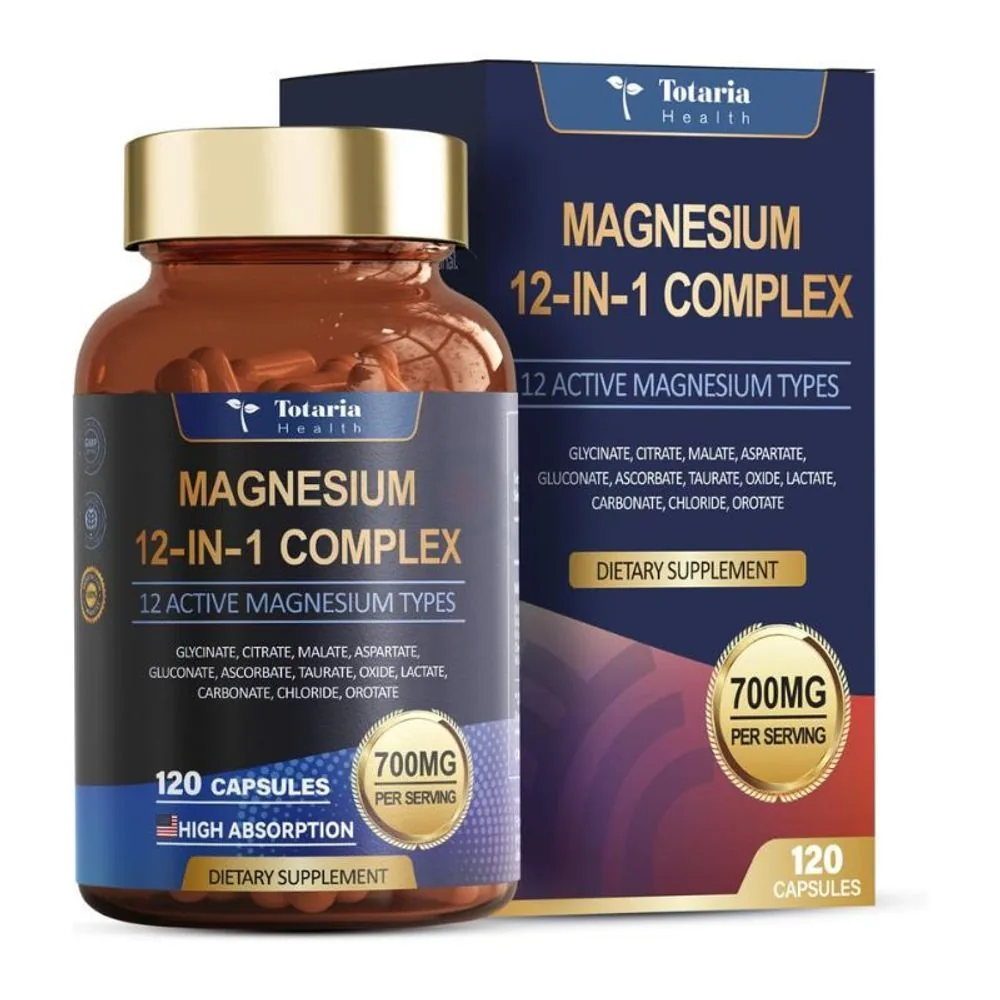 Totaria
Health
MAGNESIUM
12-IN-1 COMPLEX
12 ACTIVE MAGNESIUM TYPES
GLYCINATE, CITRATE, MALATE, ASPARTATE,
GLUCONATE, ASCORBATE, TAURATE, OXIDE, LACTATE,
CARBONATE, CHLORIDE, OROTATE
120 CAPSULES
HIGH ABSORPTION
700MG
PER SERVING
DIETARY SUPPLEMENT
Totaria
Health
MAGNESIUM
12-IN-1 COMPLEX
12 ACTIVE MAGNESIUM TYPES
GLYCINATE, CITRATE, MALATE, ASPARTATE,
GLUCONATE, ASCORBATE, TAURATE, OXIDE, LACTATE,
CARBONATE, CHLORIDE, OROTATE
DIETARY SUPPLEMENT
700MG
PER SERVING
120
CAPSULES